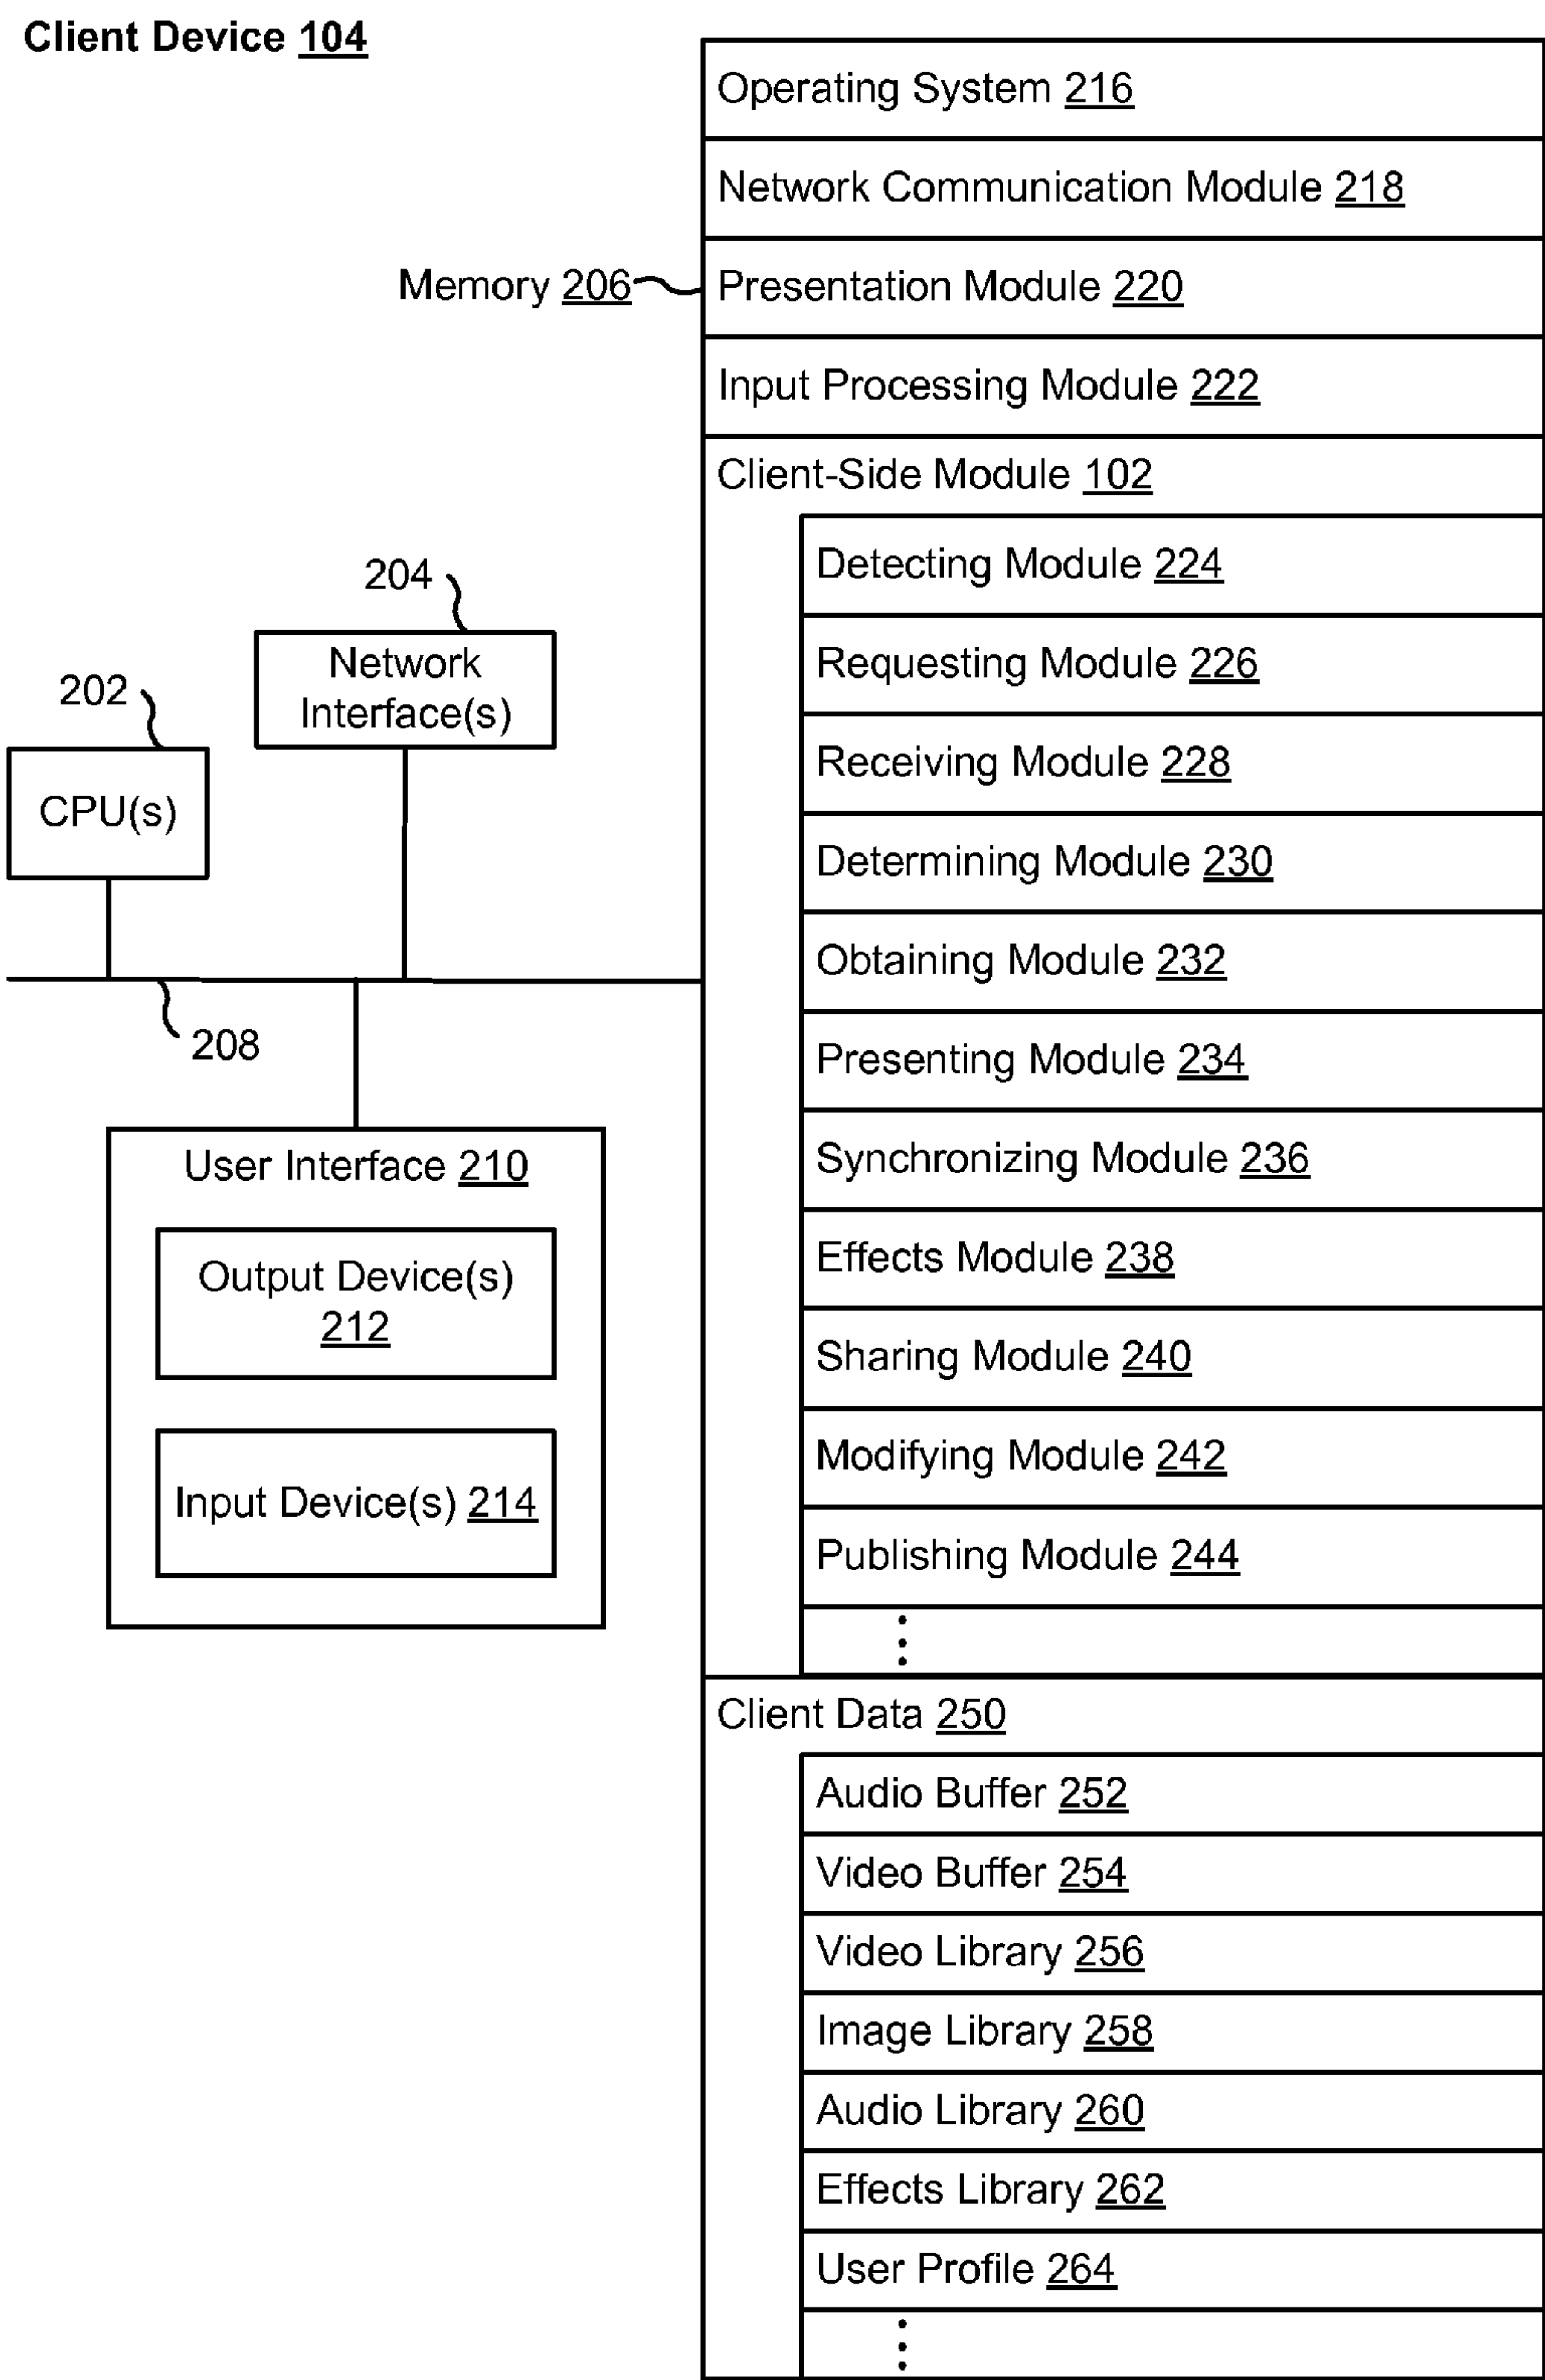 Client Device 104
Operating System 216
Network Communication Module 218
Memory 206
Presentation Module 220
Input Processing Module 222
Client-Side Module 102
Detecting Module 224
Requesting Module 226
Receiving Module 228
Determining Module 230
Obtaining Module 232
Presenting Module 234
Synchronizing Module 236
Effects Module 238
Sharing Module 240
Modifying Module 242
Publishing Module 244
Client Data 250
Audio Buffer 252
Video Buffer 254
Video Library 256
Image Library 258
Audio Library 260
Effects Library 262
User Profile 264
204
Network
Interface(s)
202
CPU(s)
208
User Interface 210
Output Device(s)
212
Input Device(s) 214